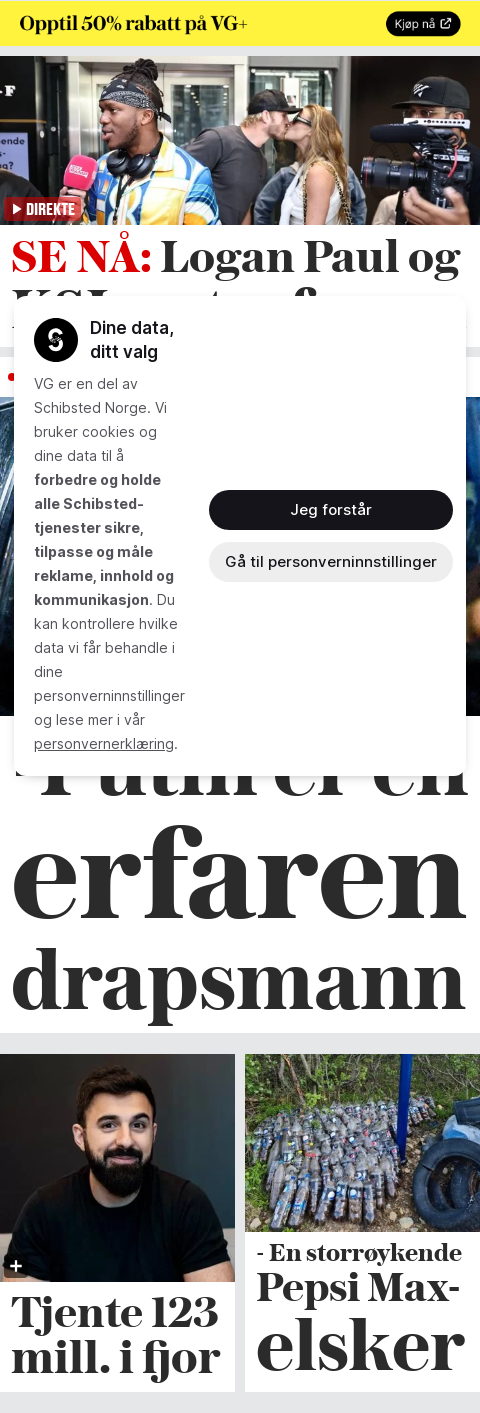 Opptil 50% rabatt på VG+
Kjøp nå
DIREKTE
SE NÅ: Logan Paul og
Dine data,
ditt valg
VG er en del av
Schibsted Norge. Vi
bruker cookies og
dine data til å
forbedre og holde
alle Schibsted-
tjenester sikre,
tilpasse og måle
reklame, innhold og
kommunikasjon. Du
kan kontrollere hvilke
data vi får behandle i
dine
personverninnstillinger
og lese mer i vår
personvernerklæring.
Jeg forstår
Gå til personverninnstillinger
-Putin er en
erfaren
drapsmann
Tjente 123
mill. i fjor
- En storrøykende
Pepsi Max-
elsker